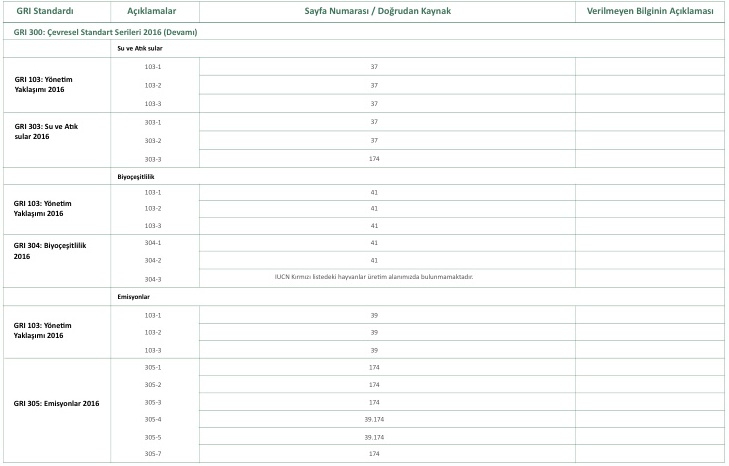 GRI Standardı Açıklamalar Sayfa Numarası / Doğrudan Kaynak Verilmeyen Bilginin Açıklaması
GRI 300: Çevresel Standart Serileri 2016 (Devamı)
Su ve Atık sular
GRI 103: Yönetim
Yaklaşımı 2016
103-1 37
103-2 37
103-3 37
GRI 303: Su ve Atık
sular 2016
303-1 37
303-2 37
303-3 174
Biyoçeşitlilik
GRI 103: Yönetim
Yaklaşımı 2016
103-1 41
103-2 41
103-3 41
GRI 304: Biyoçeşitlilik
2016
304-1 41
304-2 41
304-3 IUCN Kırmızı listedeki hayvanlar üretim alanımızda bulunmamaktadır.
Emisyonlar
GRI 103: Yönetim
Yaklaşımı 2016
103-1 39
103-2 39
103-3 39
GRI 305: Emisyonlar 2016
305-1 174
305-2 174
305-3 174
305-4 39.174
305-5 39.174
305-7 174